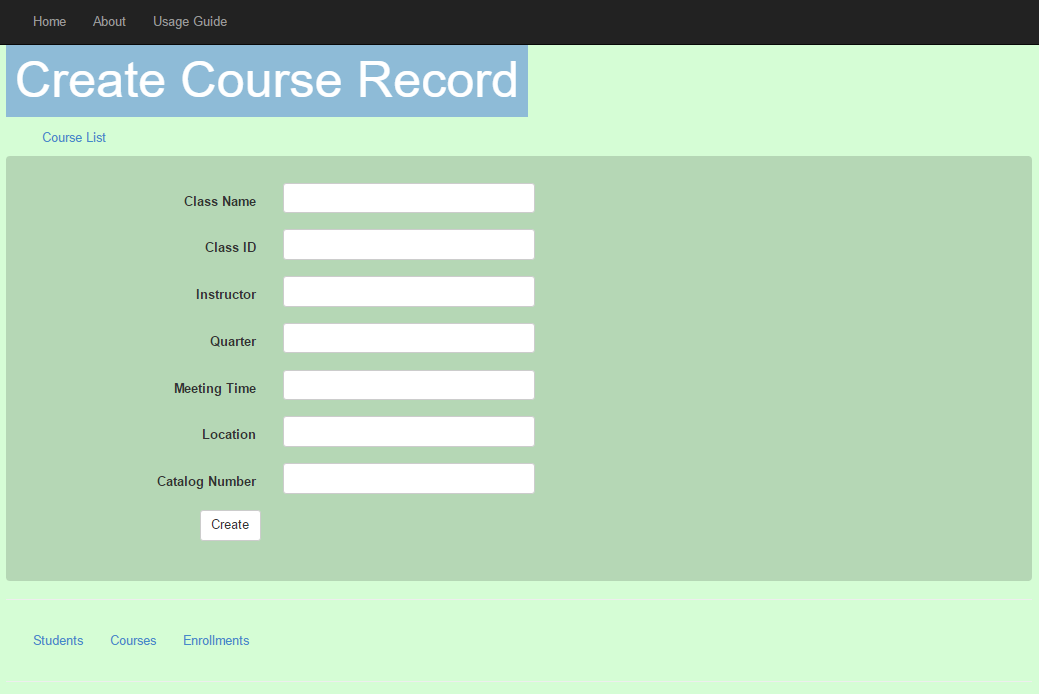 Home About Usage Guide
Create Course Record
Course List
Class Name
Class ID
Instructor
Quarter
Meeting Time
Location
Catalog Number
Create
Students Courses Enrollments